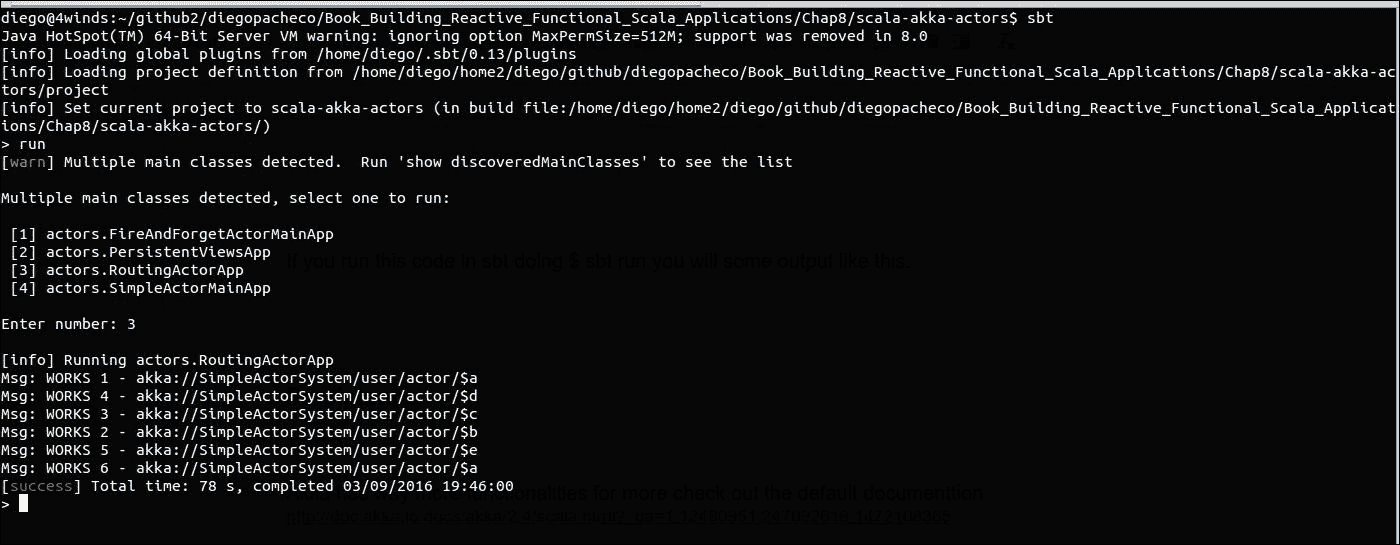 diego@4winds:~/github2/diegopacheco/Book_Building_Reactive_Functional_Scala_Applications/Chap8/scala-akka-actors$ sbt
Java HotSpot(TM) 64-Bit Server VM warning: ignoring option MaxPermSize=512M; support was removed in 8.0
[info] Loading global plugins from /home/diego/.sbt/0.13/plugins
[info] Loading project definition from /home/diego/home2/diego/github/diegopacheco/Book_Building_Reactive_Functional_Scala_Applications/Chap8/scala-akka-ac
tors/project
[info] Set current project to scala-akka-actors (in build file:/home/diego/home2/diego/github/diegopacheco/Book_Building_Reactive_Functional_Scala_Applicat
ions/Chap8/scala-akka-actors/)
> run
[warn] Multiple main classes detected.  Run 'show discoveredMainClasses' to see the list
Multiple main classes detected, select one to run:
[1] actors.FireAndForgetActorMainApp
[2] actors.PersistentViewsApp
If you run this code in sbt doing $ sbt run you will some output like this.
[3] actors.RoutingActorApp
[4] actors.SimpleActorMainApp
Enter number: 3
[info] Running actors.RoutingActorApp
Msg: WORKS 1 - akka://SimpleActorSystem/user/actor/$a
Msg: WORKS 4 - akka://SimpleActorSystem/user/actor/$d
Msg: WORKS 3 - akka://SimpleActorSystem/user/actor/$c
Msg: WORKS 2 - akka://SimpleActorSystem/user/actor/$b
Msg: WORKS 5 - akka://SimpleActorSystem/user/actor/$e
Msg: WORKS 6 - akka://SimpleActorSystem/user/actor/$a
[success] Total time: 78 s, completed 03/09/2016 19:46:00
for more check out the default documenttion
>